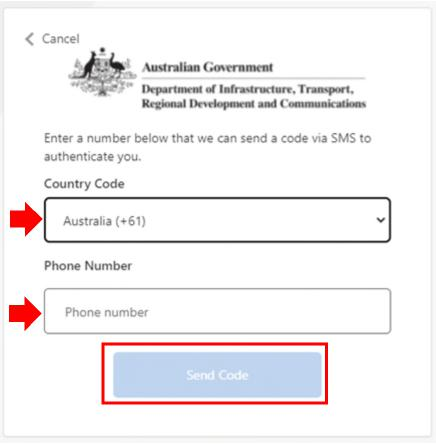 Cancel
Australian Government
Department of Infrastructure, Transport,
Regional Development and Communications
Enter a number below that we can send a code via SMS to
authenticate you.
Country Code
Australia (+61)
Phone Number
Phone number
Send Code